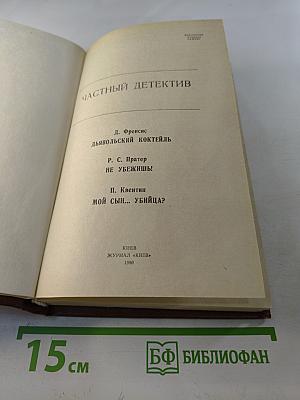 ЧАСТНЫЙ ДЕТЕКТИВ
Д. Френсис
ДЬЯВОЛЬСКИЙ КОКТЕЙЛЬ
Р. С. Пратер
НЕ УБЕЖИШЬ!
П. Квентин
МОЙ СЫН... УБИЙЦА?
КИЕВ
ЖУРНАЛ «КИЕВ»
1990
15 см
БФ БИБЛИОФАН